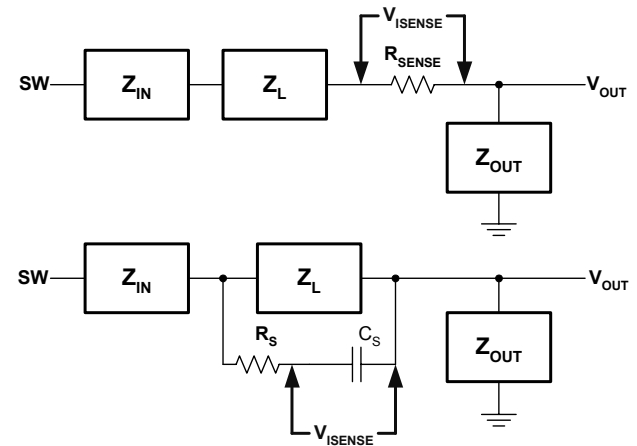 V_ISENSE
R_SENSE
SW Z_IN Z_L V_OUT
Z_OUT
SW Z_IN Z_L V_OUT
R_S C_S
Z_OUT
V_ISENSE